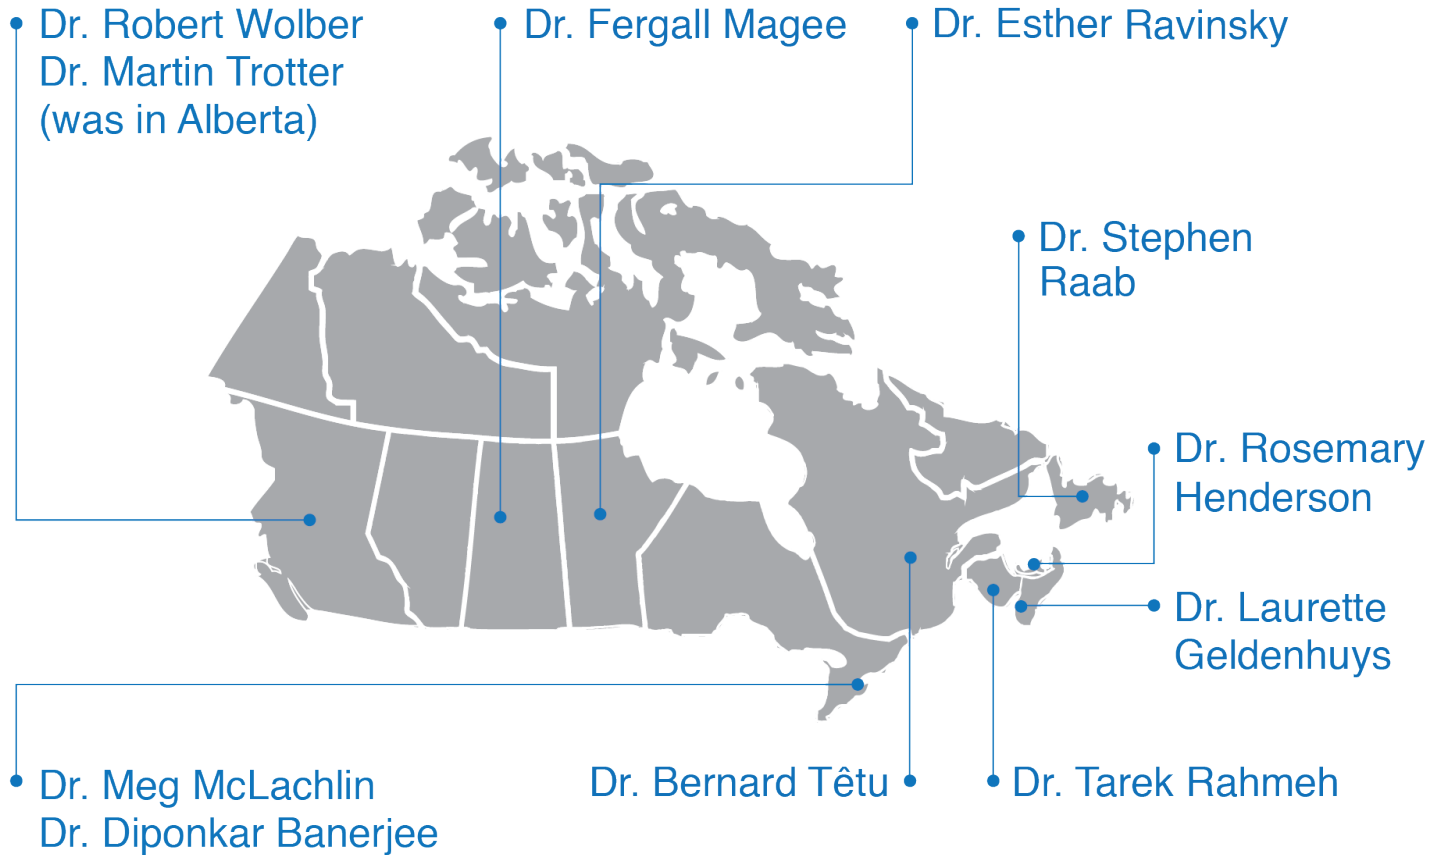 Dr. Robert Wolber
Dr. Martin Trotter
(was in Alberta)
Dr. Fergall Magee
Dr. Esther Ravinsky
Dr. Stephen
Raab
Dr. Rosemary
Henderson
Dr. Laurette
Geldenhuys
Dr. Meg McLachlin
Dr. Diponkar Banerjee
Dr. Bernard Têtu
Dr. Tarek Rahmeh